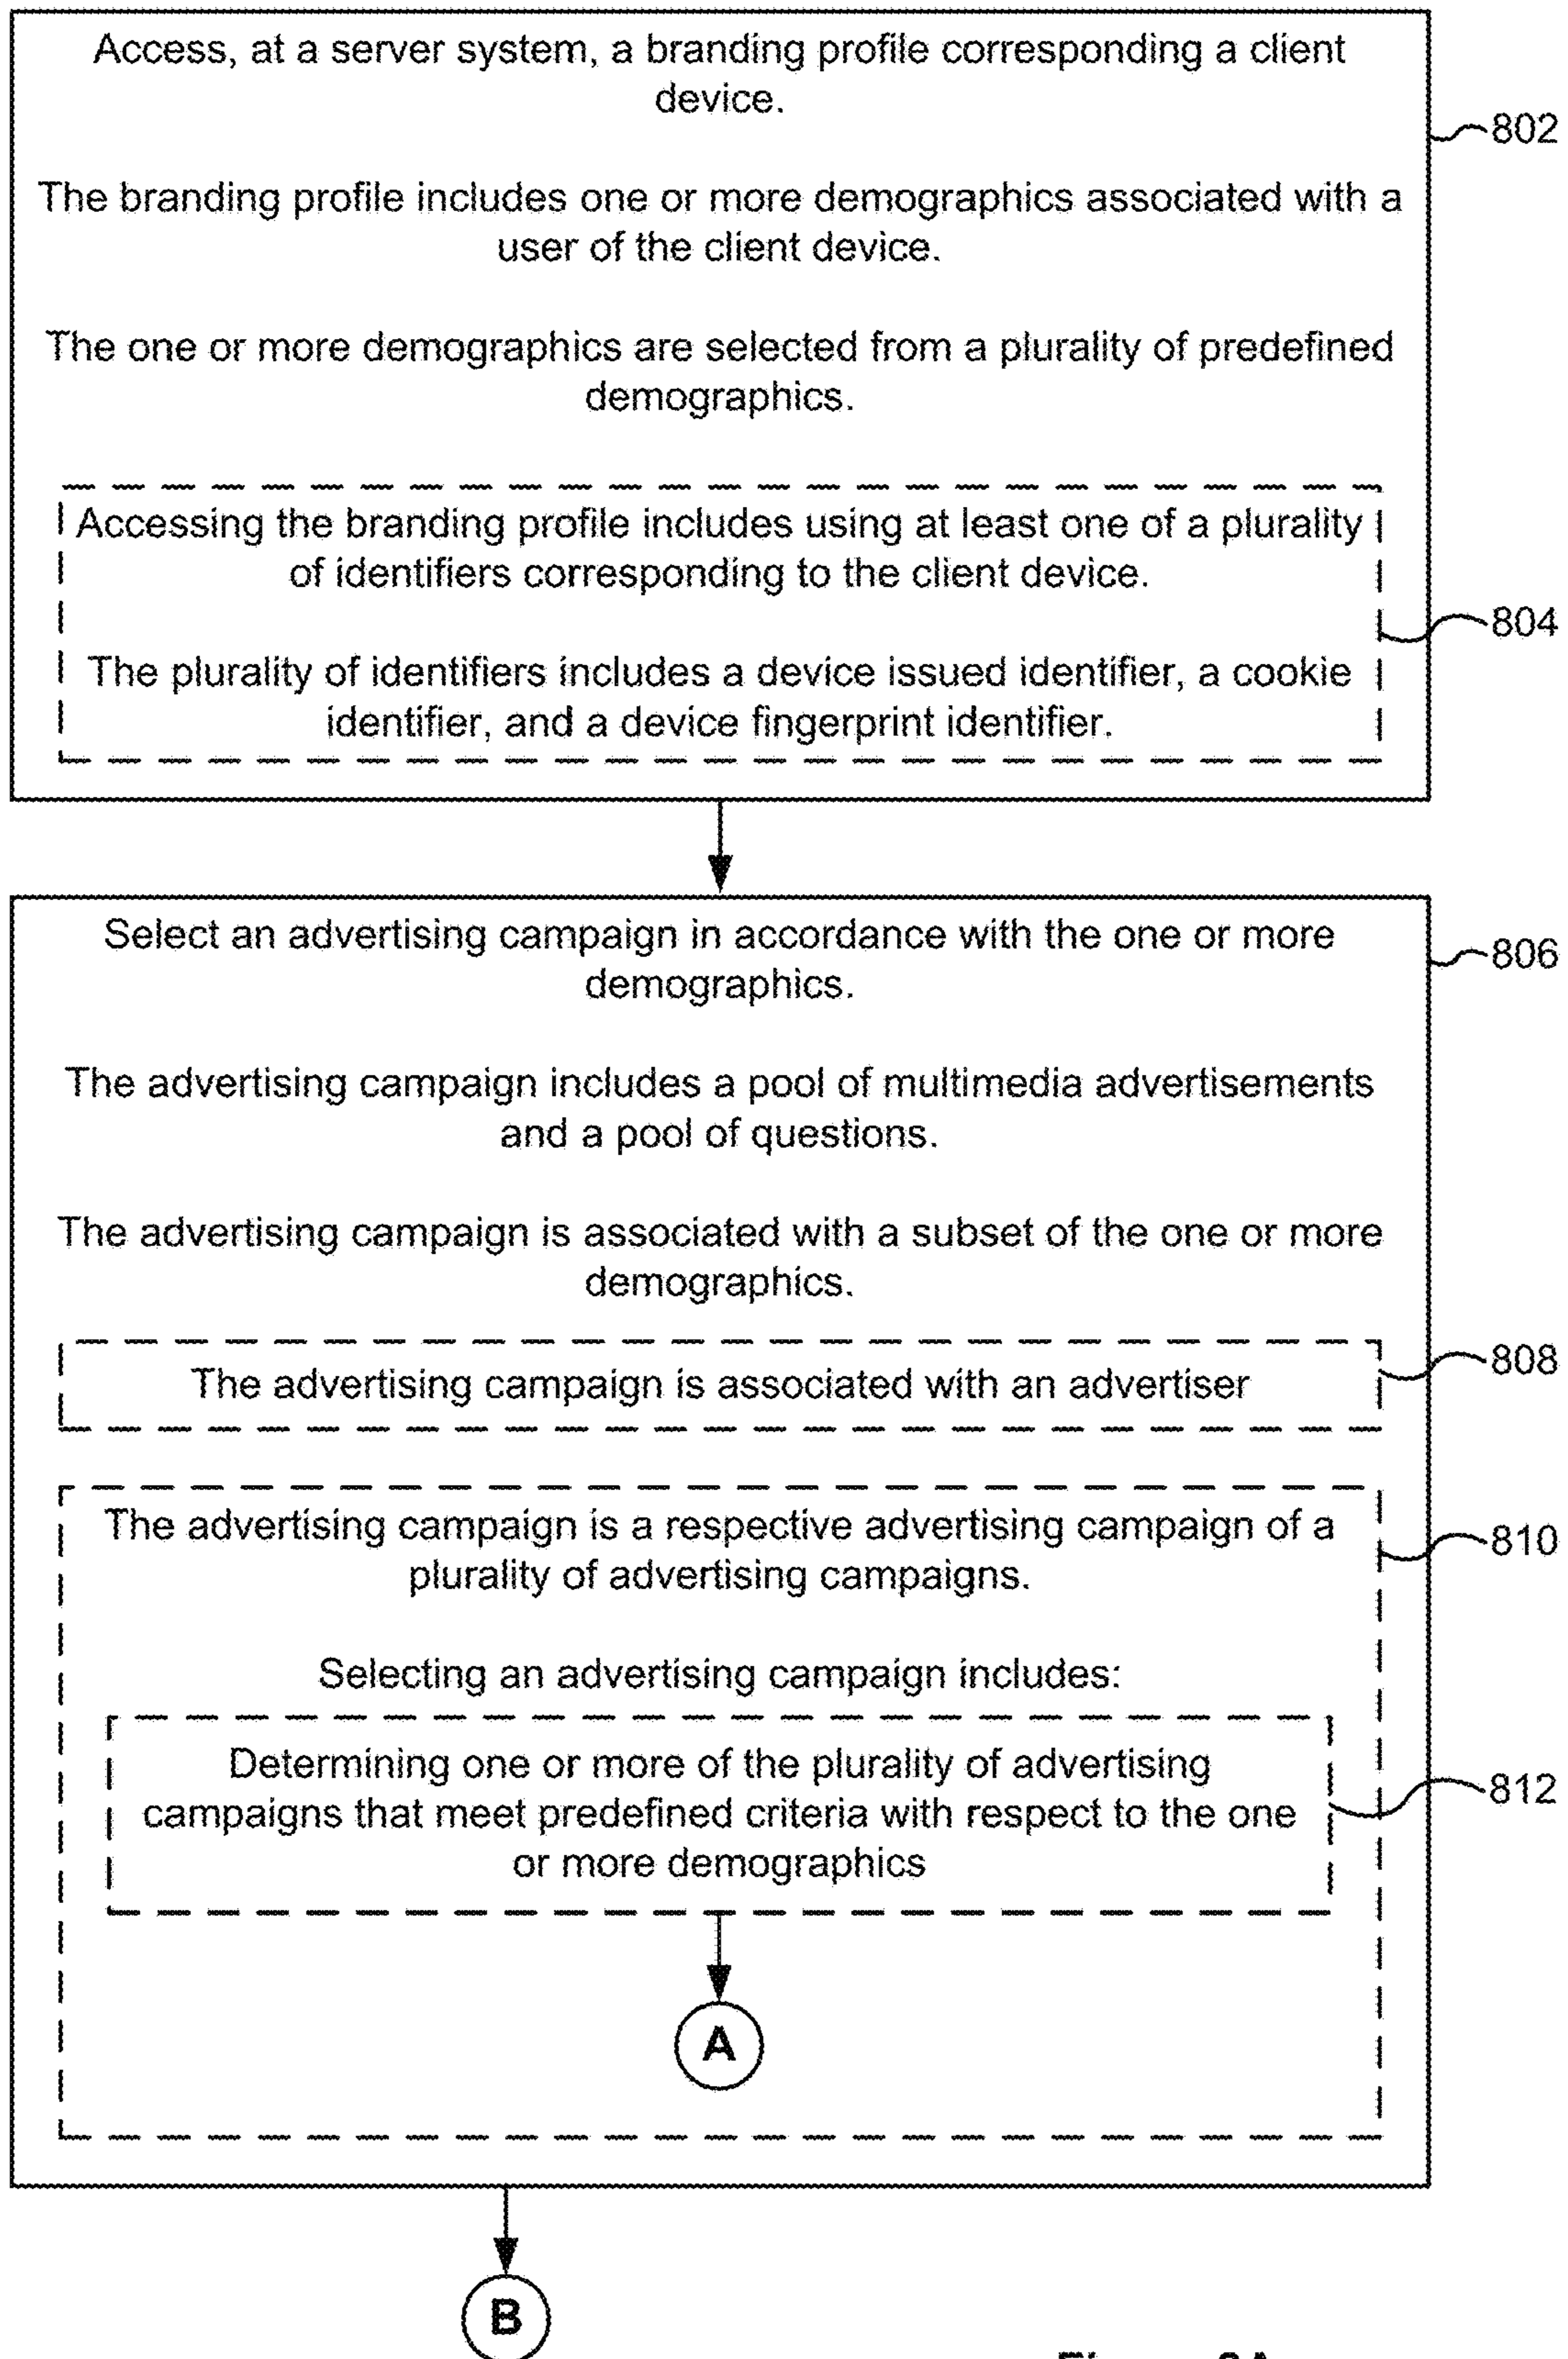 Access, at a server system, a branding profile corresponding a client
device.
802
The branding profile includes one or more demographics associated with a
user of the client device.
The one or more demographics are selected from a plurality of predefined
demographics.
Accessing the branding profile includes using at least one of a plurality
of identifiers corresponding to the client device.
804
The plurality of identifiers includes a device issued identifier, a cookie
identifier, and a device fingerprint identifier.
Select an advertising campaign in accordance with the one or more
demographics.
806
The advertising campaign includes a pool of multimedia advertisements
and a pool of questions.
The advertising campaign is associated with a subset of the one or more
demographics.
The advertising campaign is associated with an advertiser
808
The advertising campaign is a respective advertising campaign of a
plurality of advertising campaigns.
810
Selecting an advertising campaign includes:
Determining one or more of the plurality of advertising
campaigns that meet predefined criteria with respect to the one
or more demographics
812
A
B